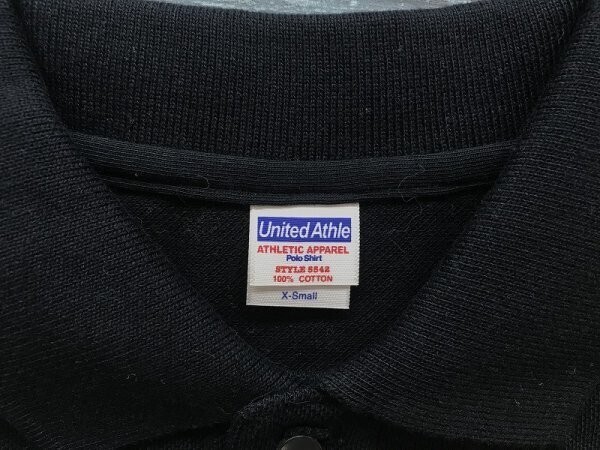 United Athle
ATHLETIC APPAREL
Polo Shirt
STYLE 5542
100% COTTON
X-Small